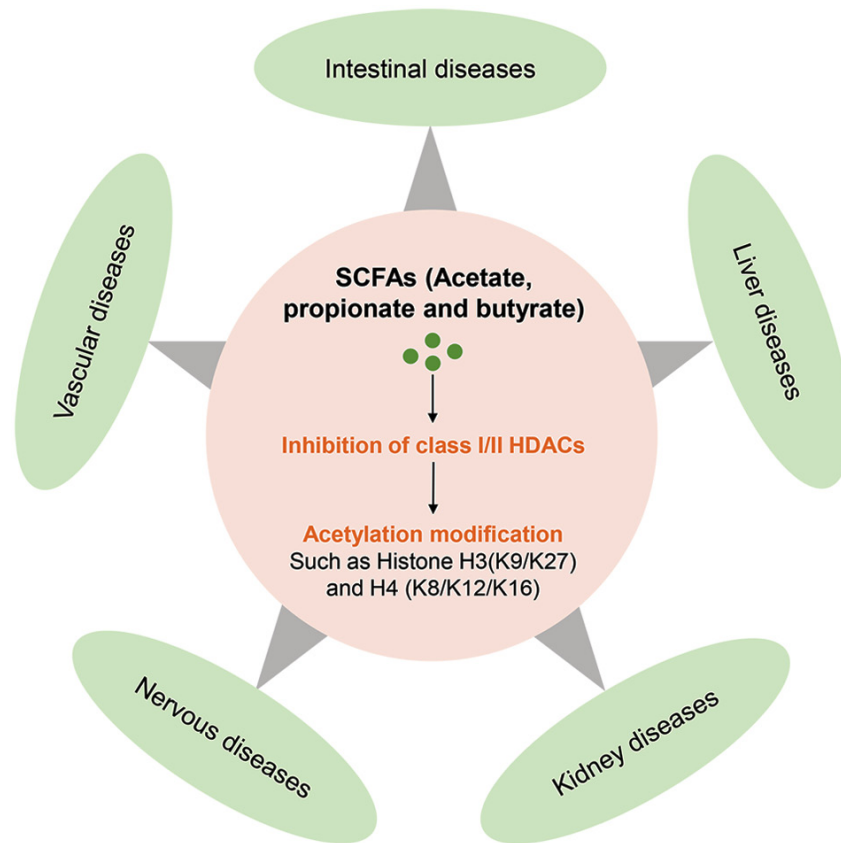 Intestinal diseases
Vascular diseases
Liver diseases
SCFAs (Acetate,
propionate and butyrate)
Inhibition of class I/II HDACs
Acetylation modification
Such as Histone H3(K9/K27)
and H4 (K8/K12/K16)
Nervous diseases
Kidney diseases